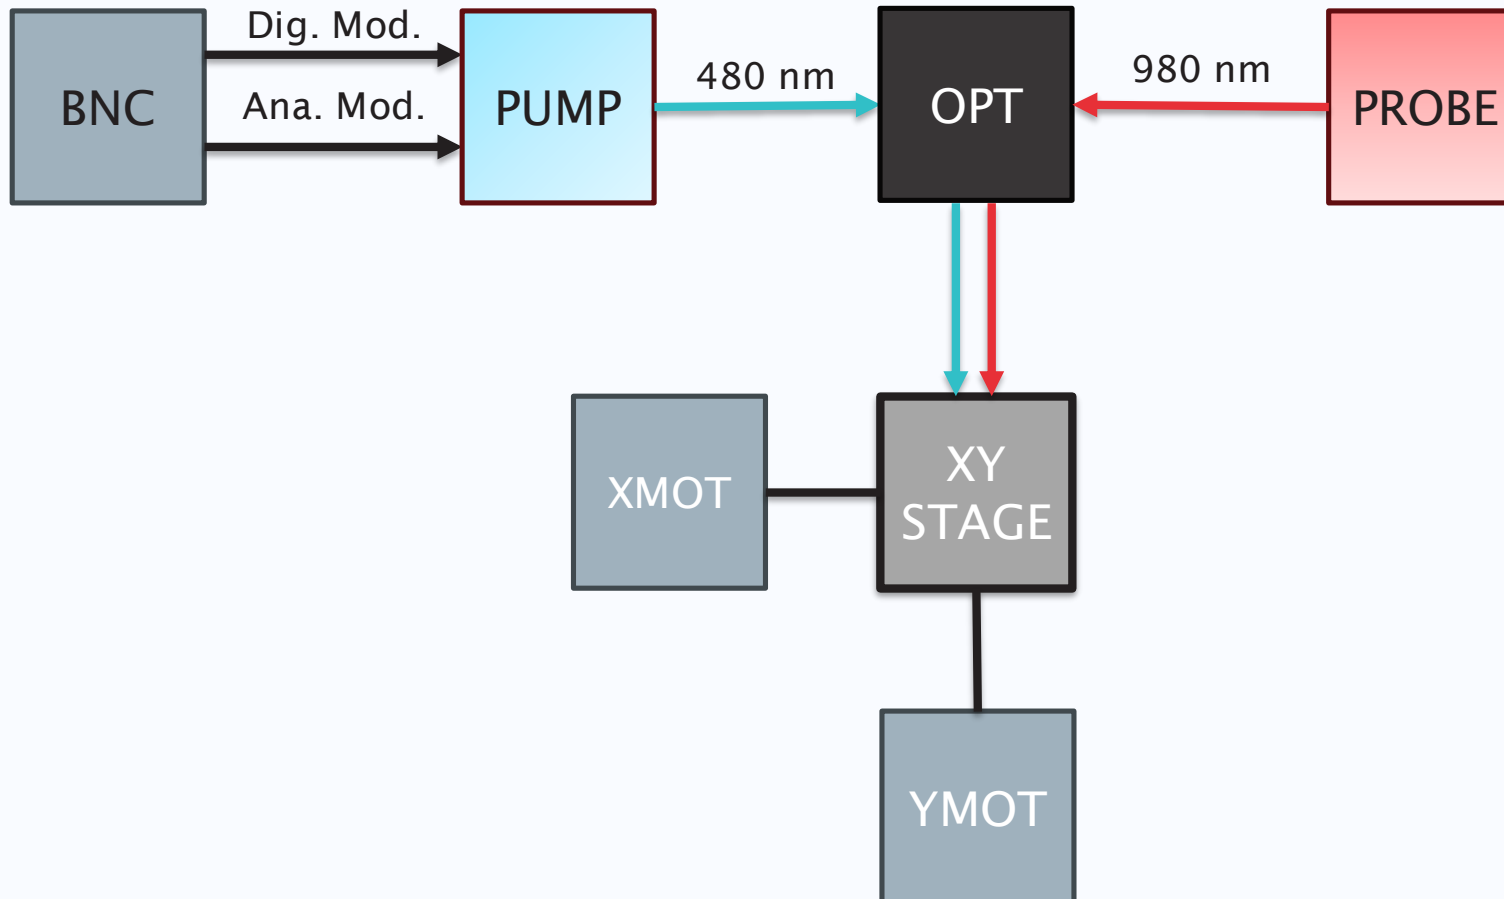 Dig. Mod.
BNC
Ana. Mod.
PUMP
480 nm
OPT
980 nm
PROBE
XMOT
XY
STAGE
YMOT